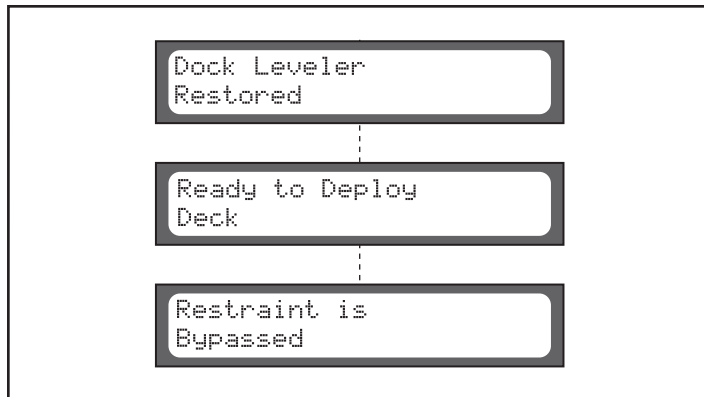 Dock Leveler
Restored
Ready to Deploy
Deck
Restraint is
Bypassed